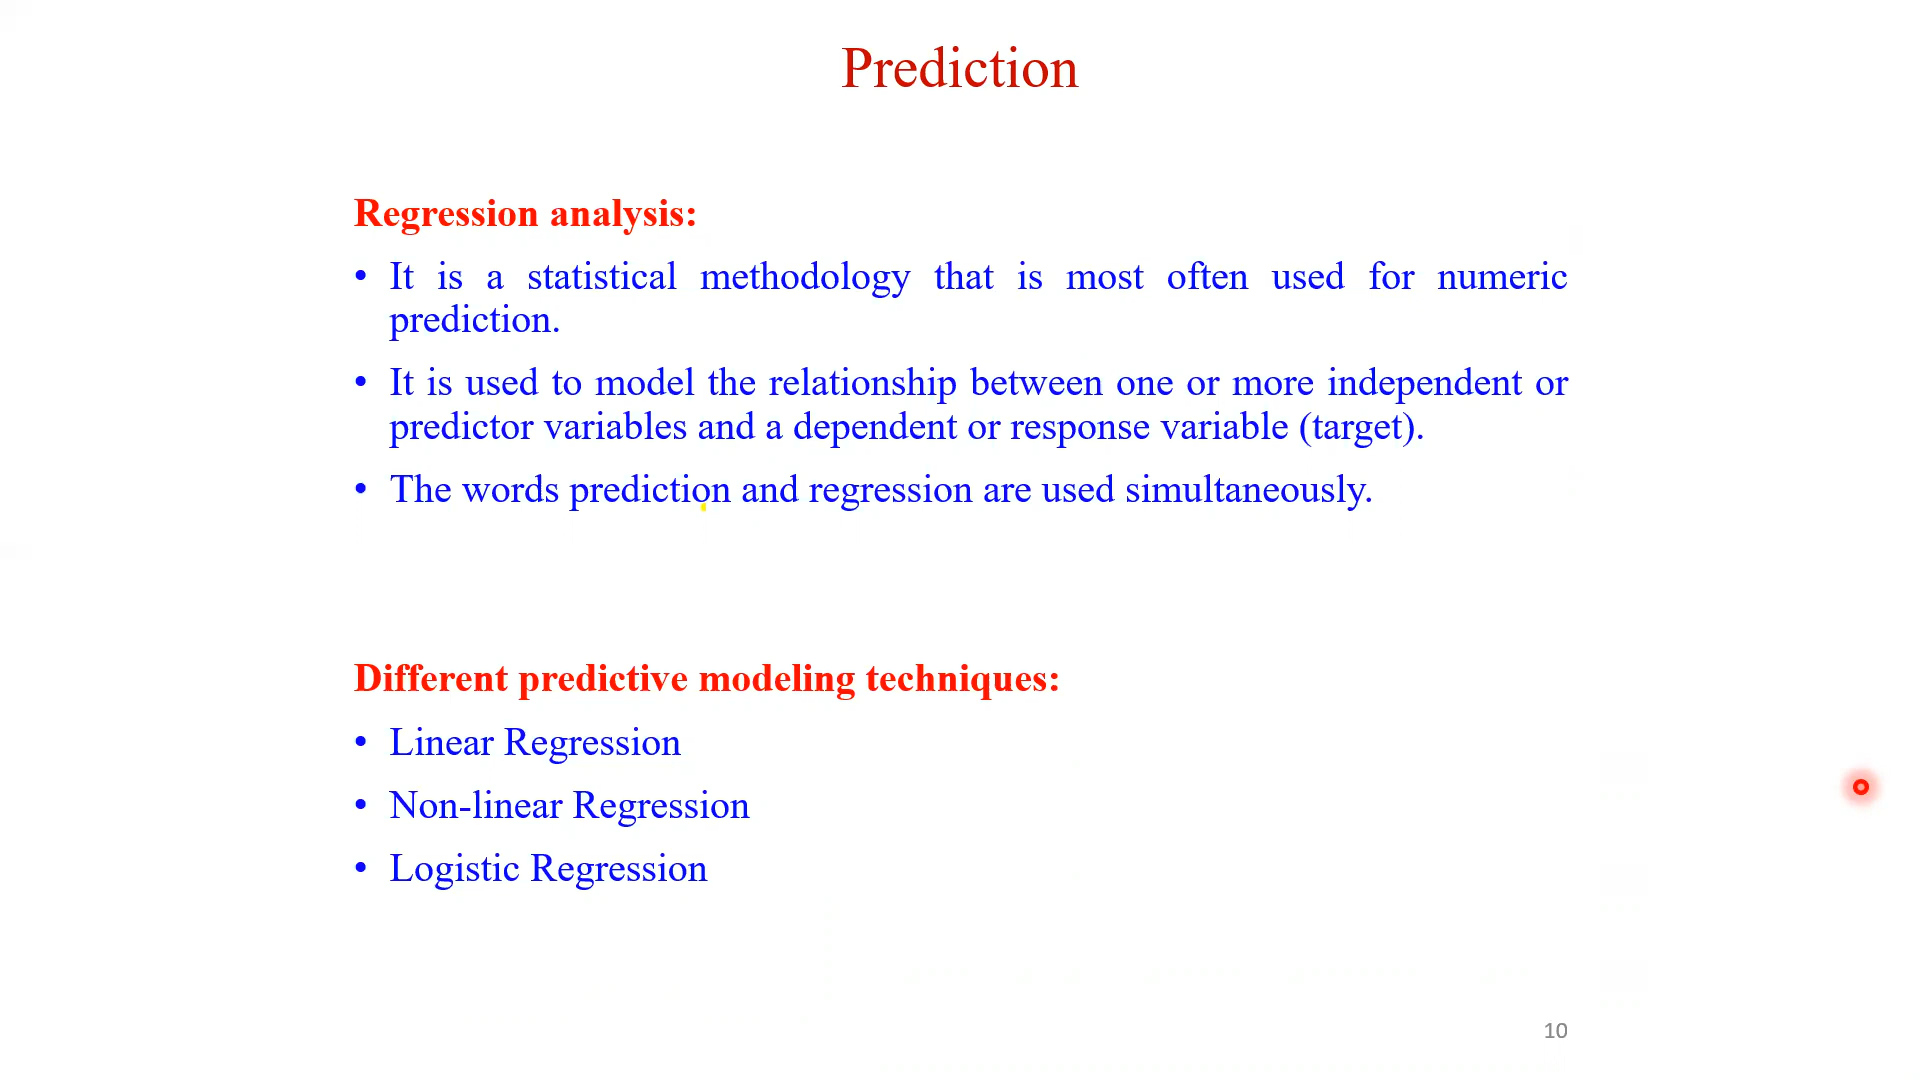 Prediction
Regression analysis:
• It is a statistical methodology that is most often used for numeric
prediction.
• It is used to model the relationship between one or more independent or
predictor variables and a dependent or response variable (target).
• The words prediction and regression are used simultaneously.
Different predictive modeling techniques:
• Linear Regression
• Non-linear Regression
• Logistic Regression
10